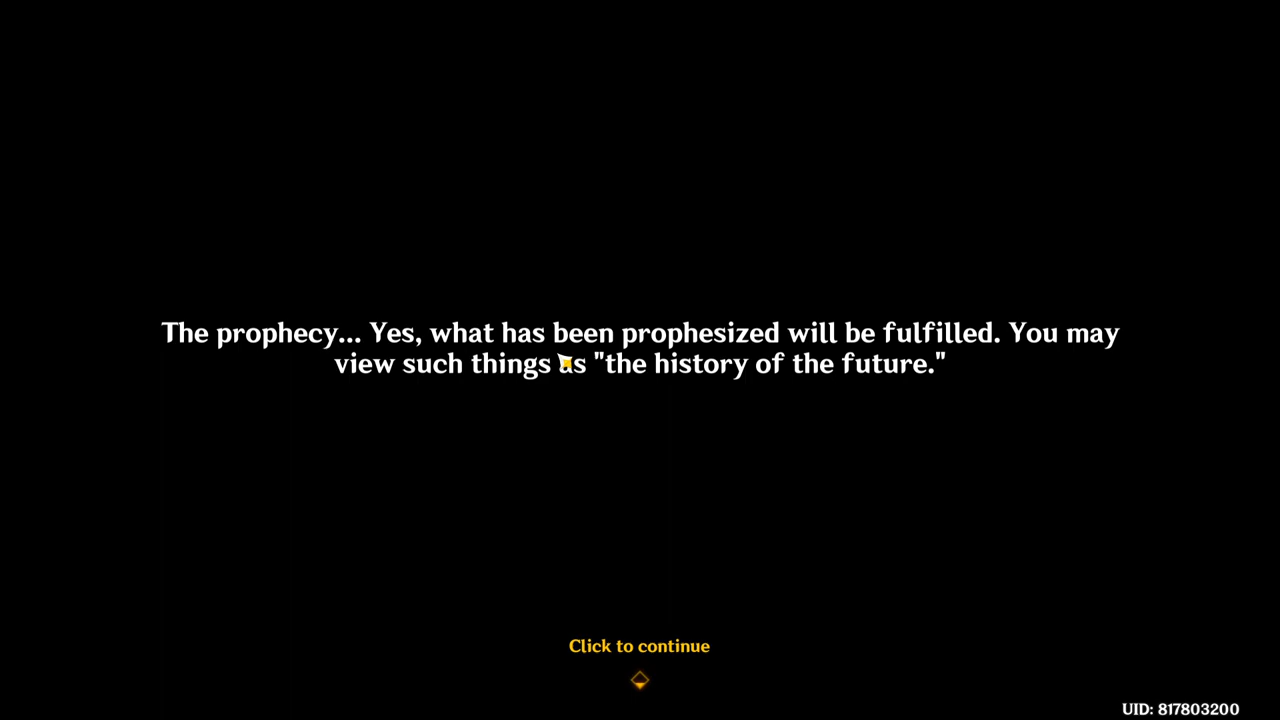 The prophecy... Yes, what has been prophesized will be fulfilled. You may
view such things as "the history of the future."
Click to continue
UID: 817803200